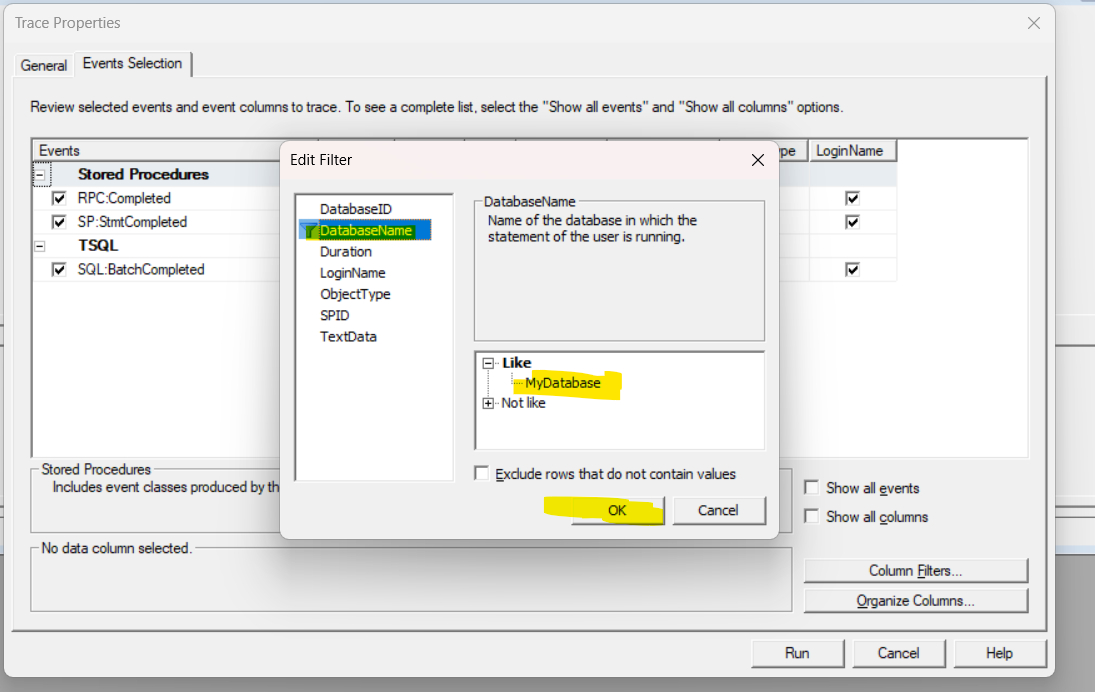 Trace Properties
General
Events Selection
Review selected events and event columns to trace. To see a complete list, select the "Show all events" and "Show all columns" options.
Events
LoginName
Stored Procedures
RPC:Completed
SP:StmtCompleted
TSQL
SQL:BatchCompleted
Edit Filter
DatabaseID
DatabaseName
Duration
LoginName
ObjectType
SPID
TextData
DatabaseName
Name of the database in which the
statement of the user is running.
Like
MyDatabase
Not like
Exclude rows that do not contain values
OK
Cancel
Stored Procedures
Includes event classes produced by th
No data column selected.
Show all events
Show all columns
Column Filters...
Organize Columns...
Run
Cancel
Help